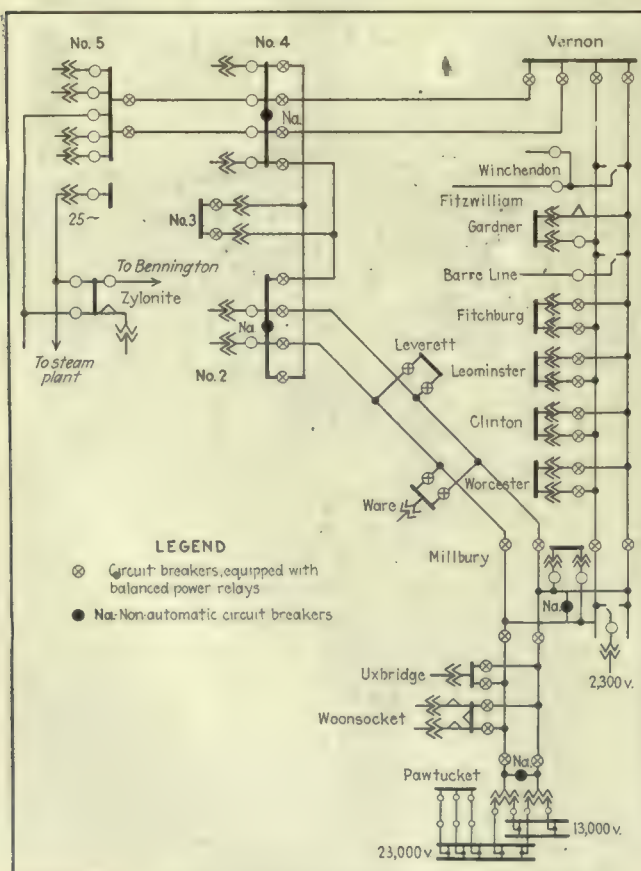 No. 5
No. 4
Vernon
Na.
Winchendon
Fitzwilliam
Gardner
No.3
25~
To Bennington
Zylonite
Barre Line
Fitchburg
Na
Leverett
Leominster
No. 2
To steam
plant
Clinton
Worcester
Ware
LEGEND
Circuit breakers, equipped with
balanced power relays
Na-Non-automatic circuit breakers
Millbury
Na.
2,300 v.
Uxbridge
Woonsocket
Na.
Pawtucket
13,000 v.
23,000 v.